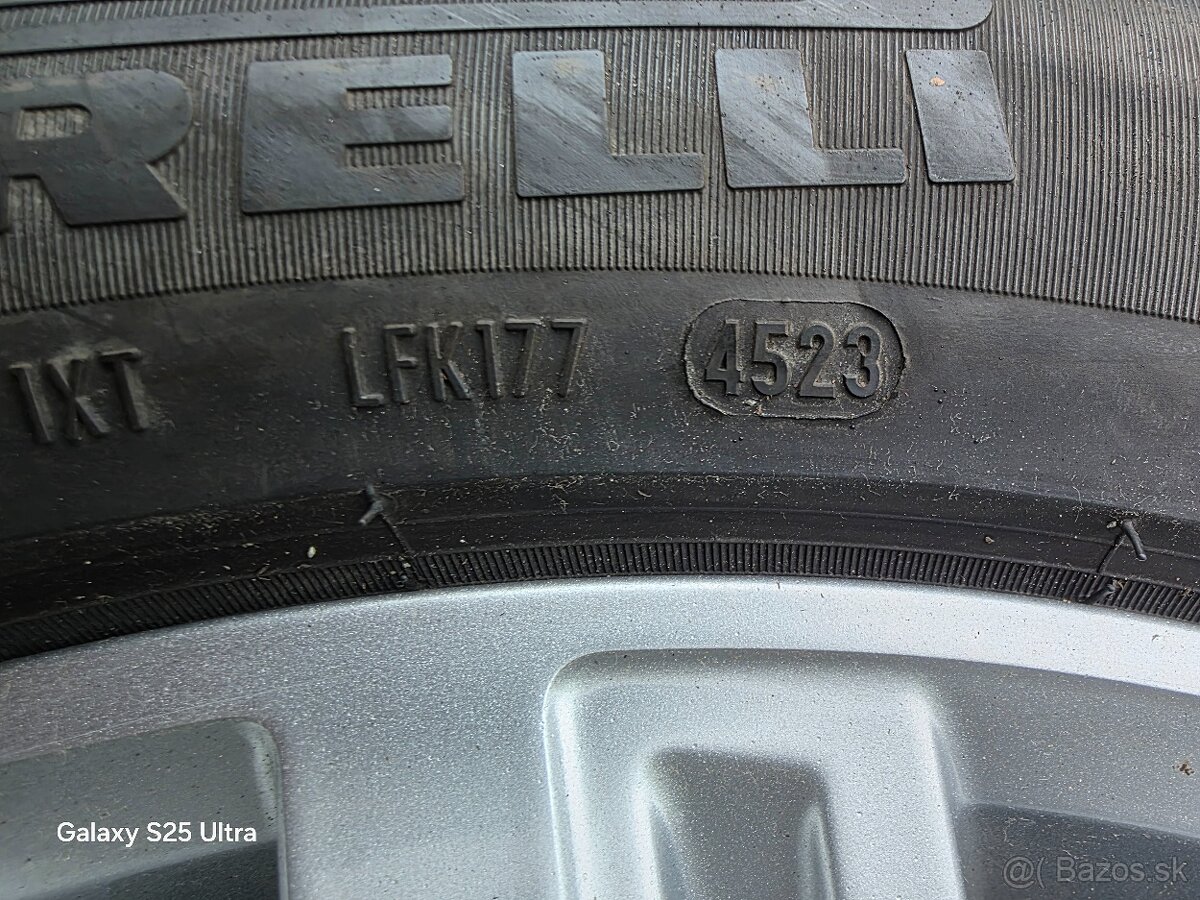 RELLI
1XT LFK177 4523
Galaxy S25 Ultra
@( Bazos.sk